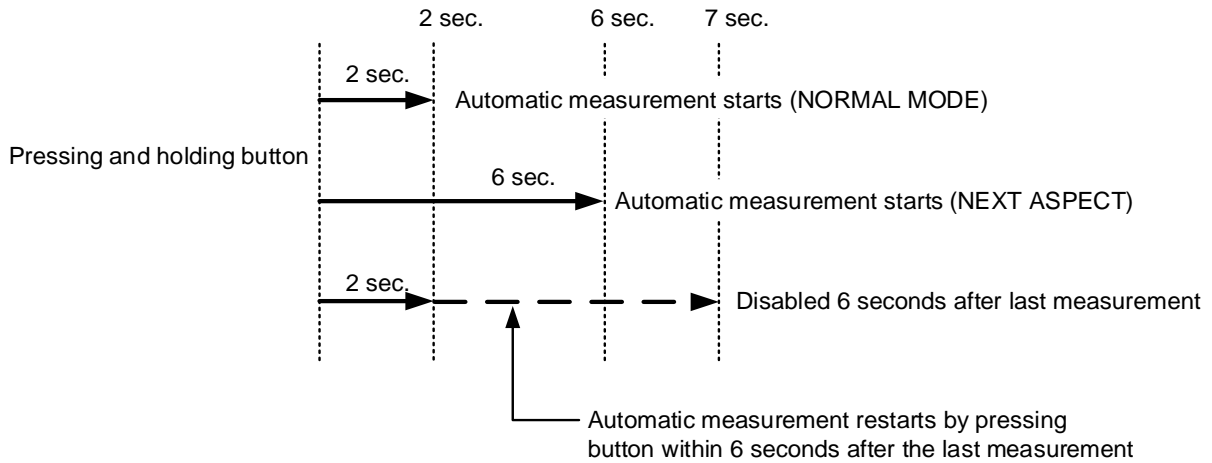 2 sec. 6 sec. 7 sec.
2 sec.
Automatic measurement starts (NORMAL MODE)
Pressing and holding button
6 sec.
Automatic measurement starts (NEXT ASPECT)
2 sec.
Disabled 6 seconds after last measurement
Automatic measurement restarts by pressing
button within 6 seconds after the last measurement